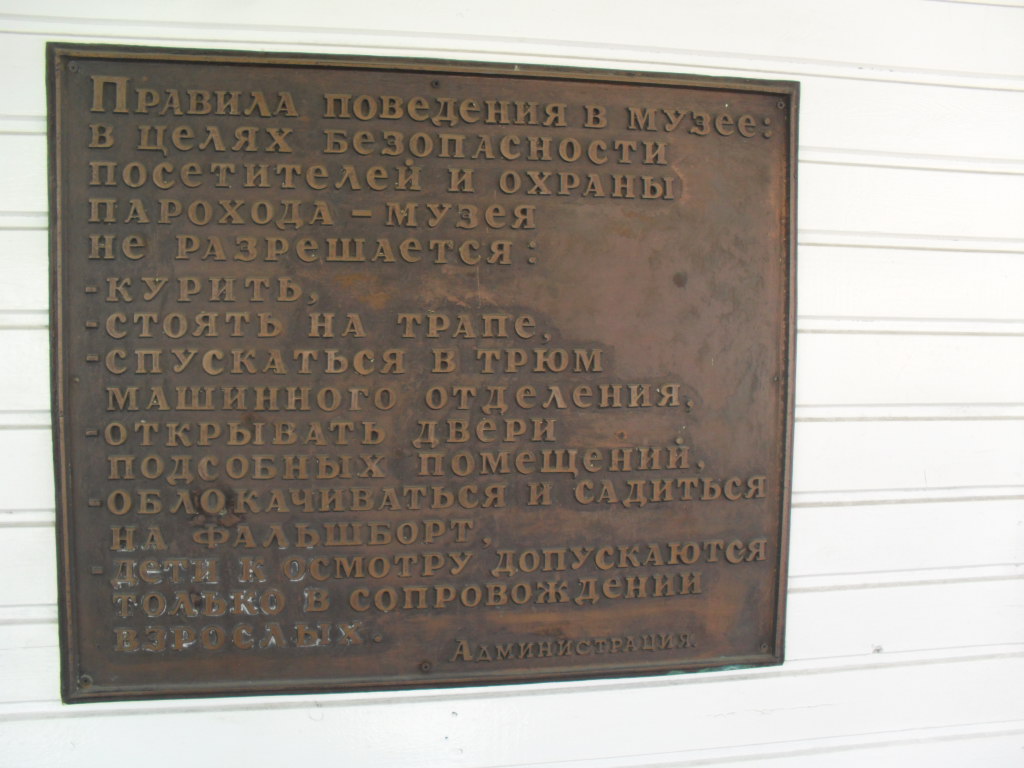 Правила поведения в музее:
в целях безопасности
посетителей и охраны
парохода – музея
не разрешается:
- курить,
- стоять на трапе,
- спускаться в трюм
машинного отделения,
- открывать двери
подсобных помещений,
- облокачиваться и садиться
на фальшборт,
- дети к осмотру допускаются
только в сопровождении
взрослых.
Администрация